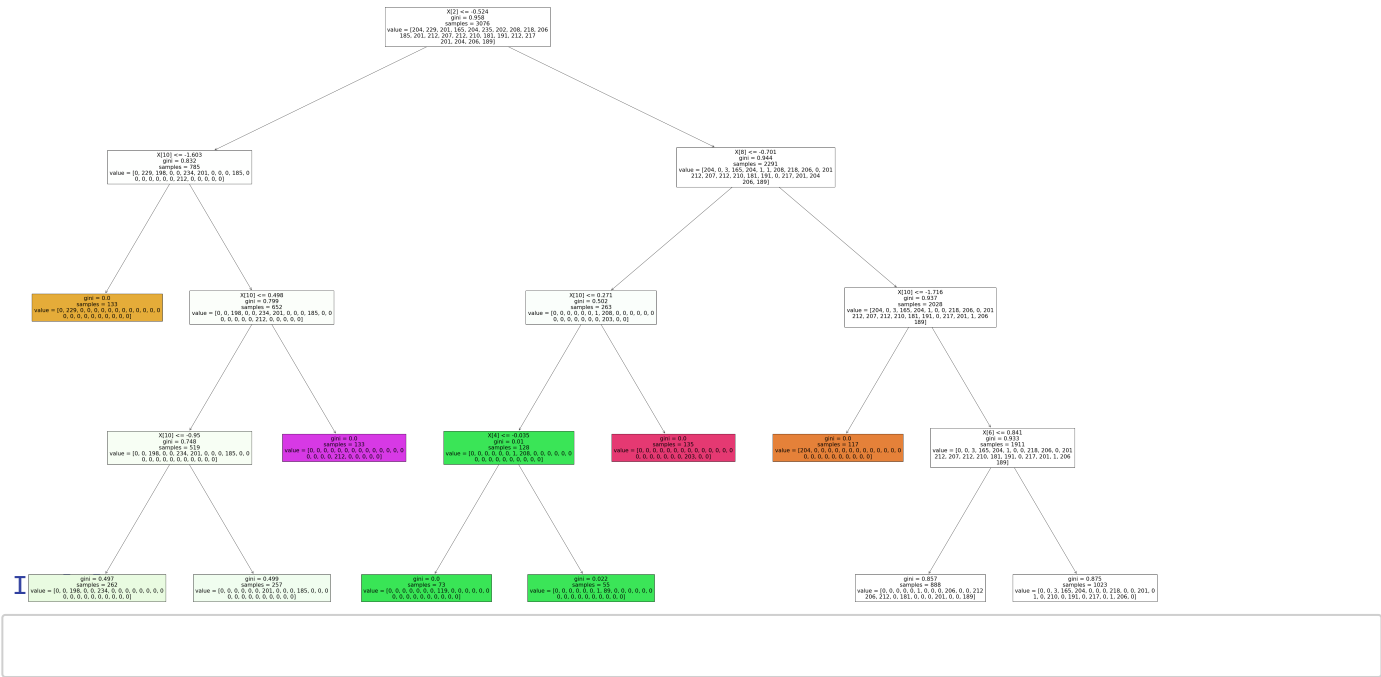 X[2] <= -0.524
gini = 0.958
samples = 3076
value = [204, 229, 201, 165, 204, 235, 202, 208, 218, 206
185, 201, 212, 207, 212, 210, 181, 191, 212, 217
201, 204, 206, 189]
X[10] <= -1.603
gini = 0.832
samples = 785
value = [0, 229, 198, 0, 0, 234, 201, 0, 0, 0, 185, 0
0, 0, 0, 0, 0, 0, 212, 0, 0, 0, 0, 0]
X[8] <= -0.701
gini = 0.944
samples = 2291
value = [204, 0, 3, 165, 204, 1, 1, 208, 218, 206, 0, 201
212, 207, 212, 210, 181, 191, 0, 217, 201, 204
206, 189]
gini = 0.0
samples = 133
value = [0, 229, 0, 0, 0, 0, 0, 0, 0, 0, 0, 0, 0, 0
0, 0, 0, 0, 0, 0, 0, 0, 0, 0]
X[10] <= 0.498
gini = 0.799
samples = 652
value = [0, 0, 198, 0, 0, 234, 201, 0, 0, 0, 185, 0, 0
0, 0, 0, 0, 0, 212, 0, 0, 0, 0, 0]
X[10] <= 0.271
gini = 0.502
samples = 263
value = [0, 0, 0, 0, 0, 0, 1, 208, 0, 0, 0, 0, 0, 0
0, 0, 0, 0, 0, 0, 0, 203, 0, 0]
X[10] <= -1.716
gini = 0.937
samples = 2028
value = [204, 0, 3, 165, 204, 1, 0, 0, 218, 206, 0, 201
212, 207, 212, 210, 181, 191, 0, 217, 201, 1, 206
189]
X[10] <= -0.95
gini = 0.748
samples = 519
value = [0, 0, 198, 0, 0, 234, 201, 0, 0, 0, 185, 0, 0
0, 0, 0, 0, 0, 0, 0, 0, 0, 0, 0]
gini = 0.0
samples = 133
value = [0, 0, 0, 0, 0, 0, 0, 0, 0, 0, 0, 0, 0, 0
0, 0, 0, 0, 212, 0, 0, 0, 0, 0]
X[4] <= -0.035
gini = 0.01
samples = 128
value = [0, 0, 0, 0, 0, 0, 1, 208, 0, 0, 0, 0, 0, 0
0, 0, 0, 0, 0, 0, 0, 0, 0, 0]
gini = 0.0
samples = 135
value = [0, 0, 0, 0, 0, 0, 0, 0, 0, 0, 0, 0, 0, 0
0, 0, 0, 0, 0, 0, 0, 203, 0, 0]
gini = 0.0
samples = 117
value = [204, 0, 0, 0, 0, 0, 0, 0, 0, 0, 0, 0, 0, 0
0, 0, 0, 0, 0, 0, 0, 0, 0, 0]
X[6] <= 0.841
gini = 0.933
samples = 1911
value = [0, 0, 3, 165, 204, 1, 0, 0, 218, 206, 0, 201
212, 207, 212, 210, 181, 191, 0, 217, 201, 1, 206
189]
I
gini = 0.497
samples = 262
value = [0, 0, 198, 0, 0, 234, 0, 0, 0, 0, 0, 0, 0, 0
0, 0, 0, 0, 0, 0, 0, 0, 0, 0]
gini = 0.499
samples = 257
value = [0, 0, 0, 0, 0, 0, 201, 0, 0, 0, 185, 0, 0, 0
0, 0, 0, 0, 0, 0, 0, 0, 0, 0]
gini = 0.0
samples = 73
value = [0, 0, 0, 0, 0, 0, 0, 119, 0, 0, 0, 0, 0, 0
0, 0, 0, 0, 0, 0, 0, 0, 0, 0]
gini = 0.022
samples = 55
value = [0, 0, 0, 0, 0, 0, 1, 89, 0, 0, 0, 0, 0, 0
0, 0, 0, 0, 0, 0, 0, 0, 0, 0]
gini = 0.857
samples = 888
value = [0, 0, 0, 0, 0, 1, 0, 0, 0, 206, 0, 0, 212
206, 212, 0, 181, 0, 0, 0, 201, 0, 0, 189]
gini = 0.875
samples = 1023
value = [0, 0, 3, 165, 204, 0, 0, 0, 218, 0, 0, 201, 0
1, 0, 210, 0, 191, 0, 217, 0, 1, 206, 0]